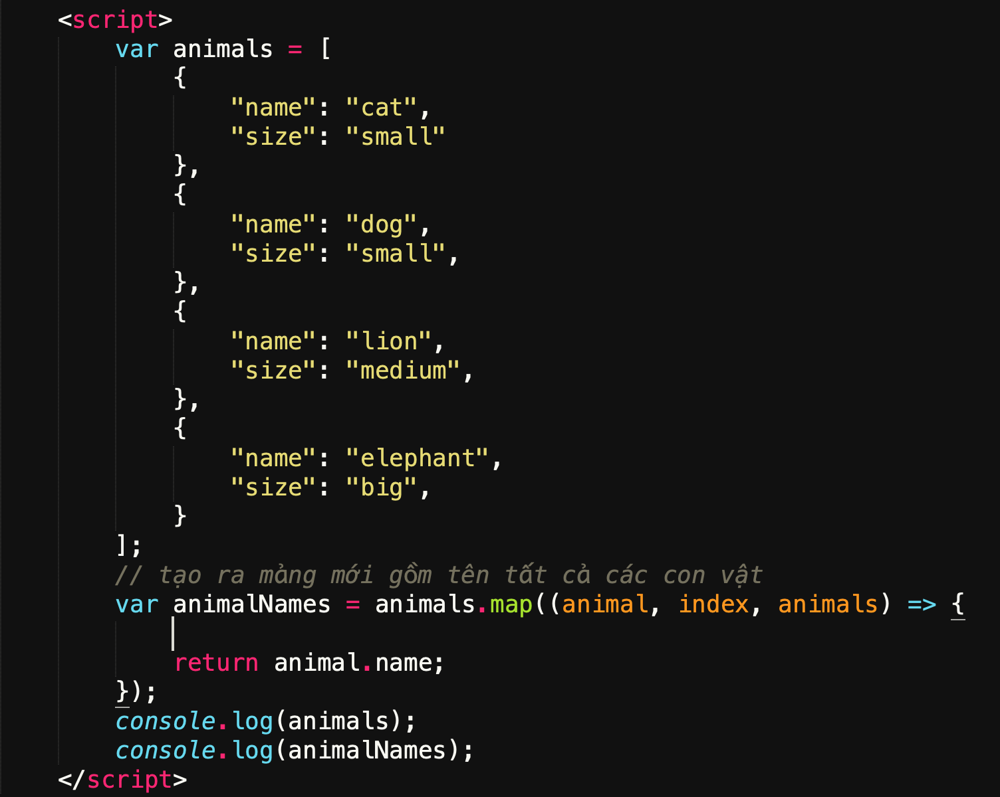 <script>
var animals = [
{
"name": "cat",
"size": "small"
},
{
"name": "dog",
"size": "small",
},
{
"name": "lion",
"size": "medium",
},
{
"name": "elephant",
"size": "big",
}
];
// tạo ra mảng mới gồm tên tất cả các con vật
var animalNames = animals.map((animal, index, animals) => {
return animal.name;
});
console.log(animals);
console.log(animalNames);
</script>